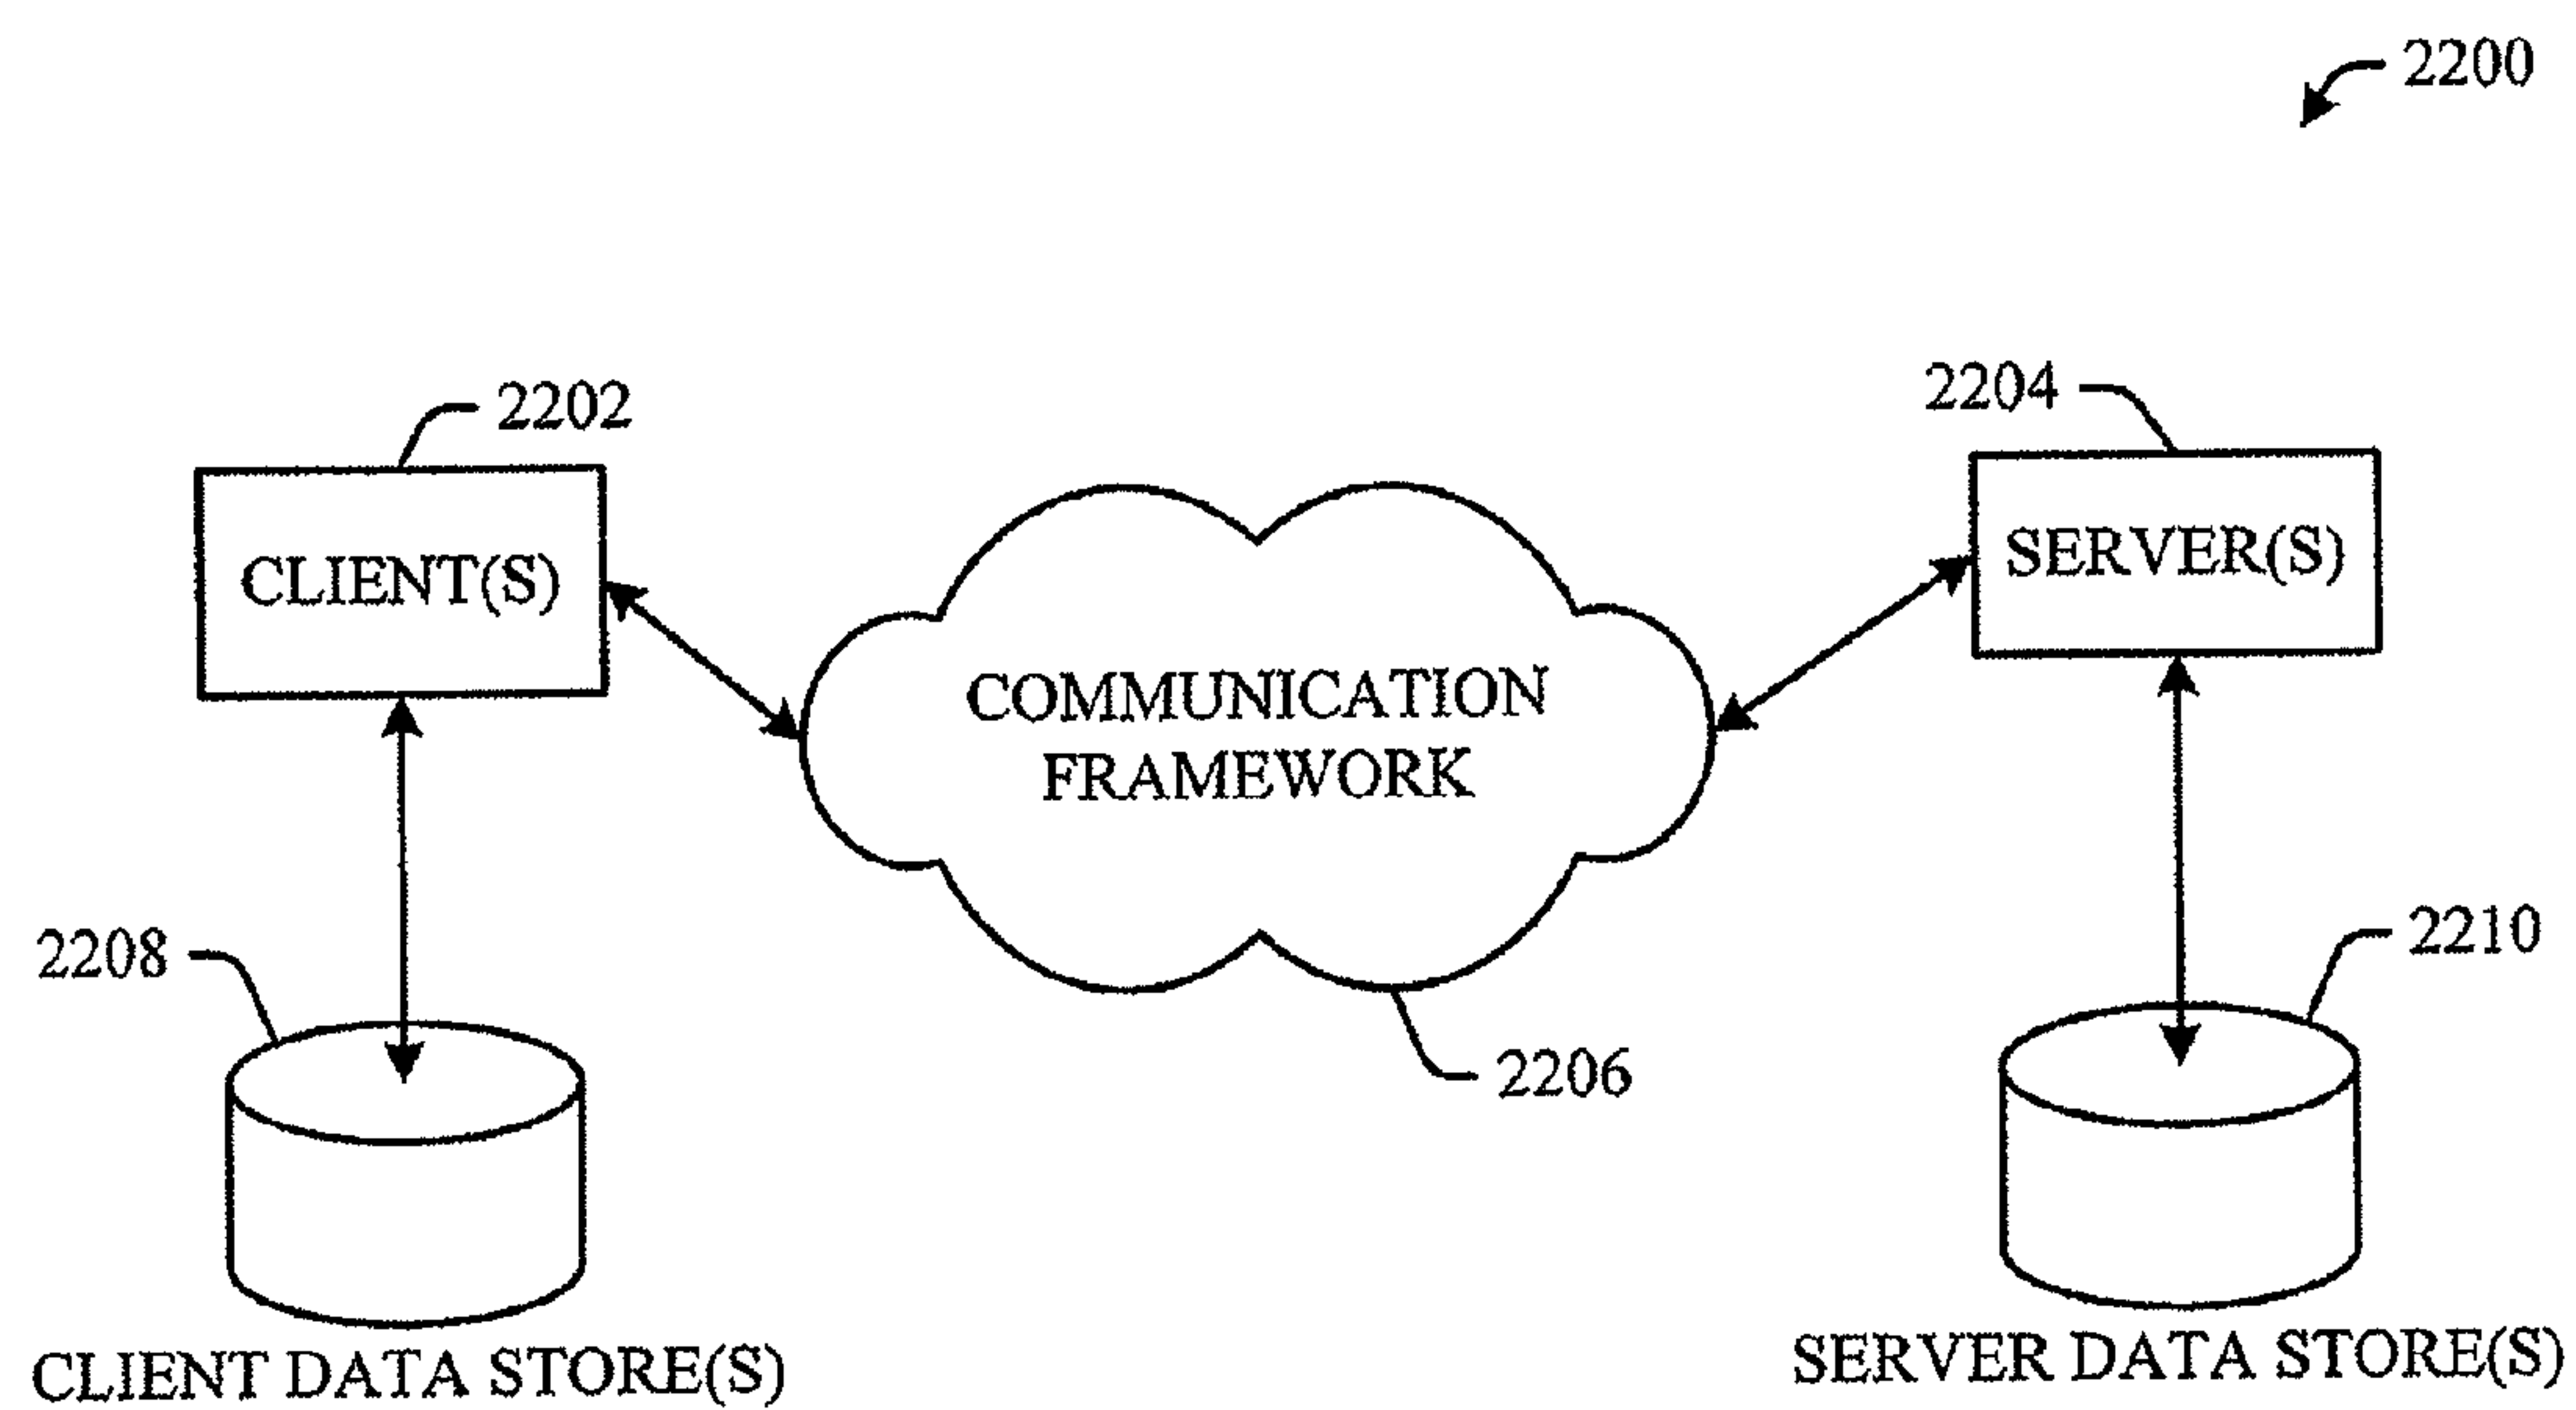 2200
2202
2204
CLIENT(S)
SERVER(S)
COMMUNICATION
FRAMEWORK
2208
2210
2206
CLIENT DATA STORE(S)
SERVER DATA STORE(S)